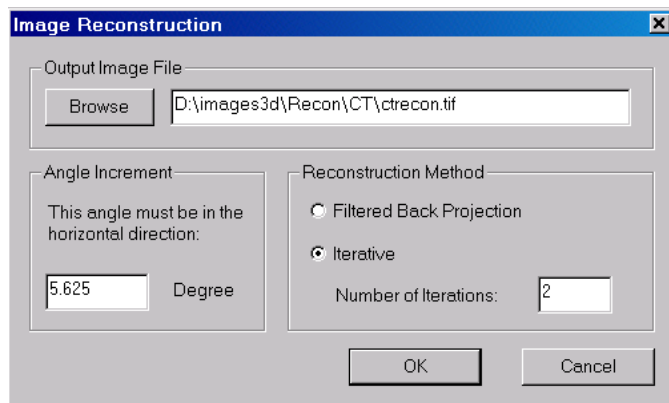 Image Reconstruction
Output Image File
Browse
D:\images3d\Recon\CT\ctrecon.tif
Angle Increment
This angle must be in the
horizontal direction:
5.625 Degree
Reconstruction Method
Filtered Back Projection
Iterative
Number of Iterations: 2
OK
Cancel